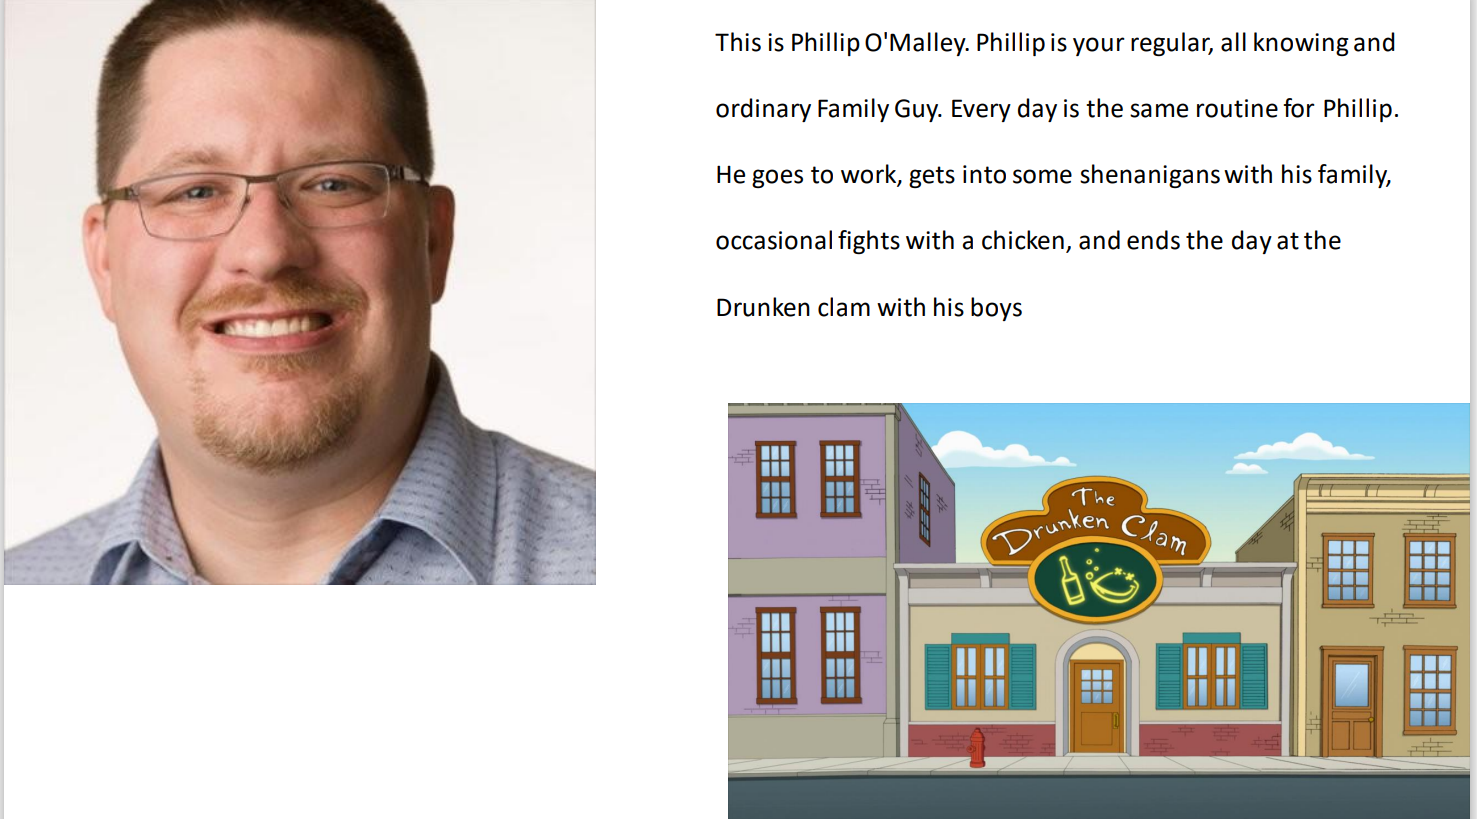 This is Phillip O'Malley. Phillip is your regular, all knowing and
ordinary Family Guy. Every day is the same routine for Phillip.
He goes to work, gets into some shenanigans with his family,
occasional fights with a chicken, and ends the day at the
Drunken clam with his boys
The
Drunken Clam